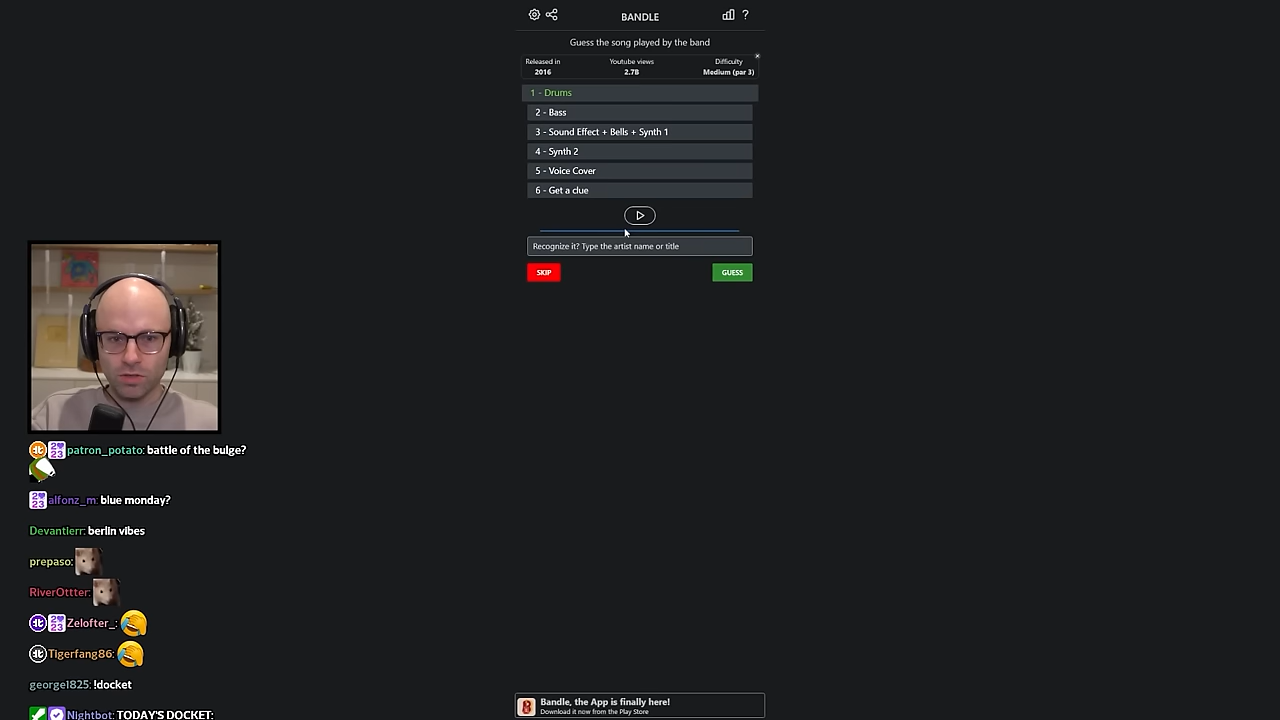 BANDLE
?
Guess the song played by the band
Released in
2016
Youtube views
2.7B
Difficulty
Medium (par 3)
1 - Drums
2 - Bass
3 - Sound Effect + Bells + Synth 1
4 - Synth 2
5 - Voice Cover
6 - Get a clue
Recognize it? Type the artist name or title
SKIP
GUESS
patron_potato: battle of the bulge?
alfonz_m: blue monday?
Devantierr: berlin vibes
prepaso:
RiverOttter:
Zelofter_:
Tigerfang86:
george1825: !docket
Nightbot: TODAY'S DOCKET:
Bandle, the App is finally here!
Download it now from the Play Store